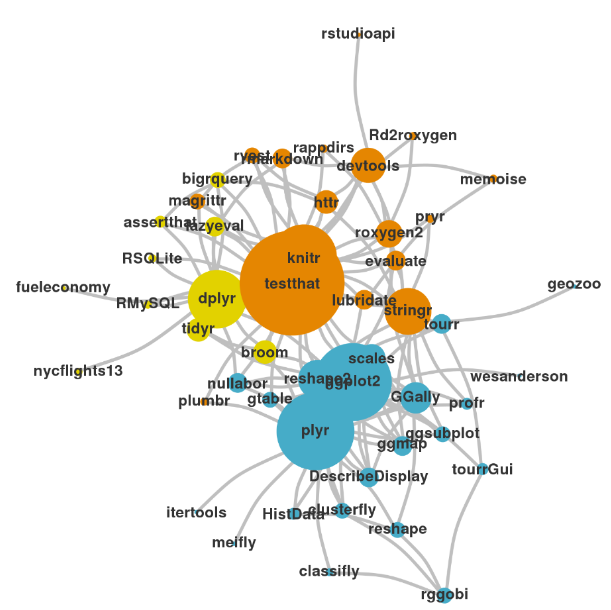 rstudioapi
Rd2roxygen
rappdirs
rvest
markdown
devtools
memoise
bigrquery
magrittr
httr
pryr
assertthat
lazyeval
roxygen2
RSQLite
knitr
evaluate
testthat
geozoo
fueleconomy
RMySQL
dplyr
lubridate
stringr
tourr
tidyr
broom
scales
nycflights13
nullabor
reshape2
ggplot2
wesanderson
plumbr
gtable
GGally
profr
plyr
ggmap
ggsubplot
DescribeDisplay
tourrGui
itertools
HistData
clusterfly
reshape
meifly
classifly
rggobi